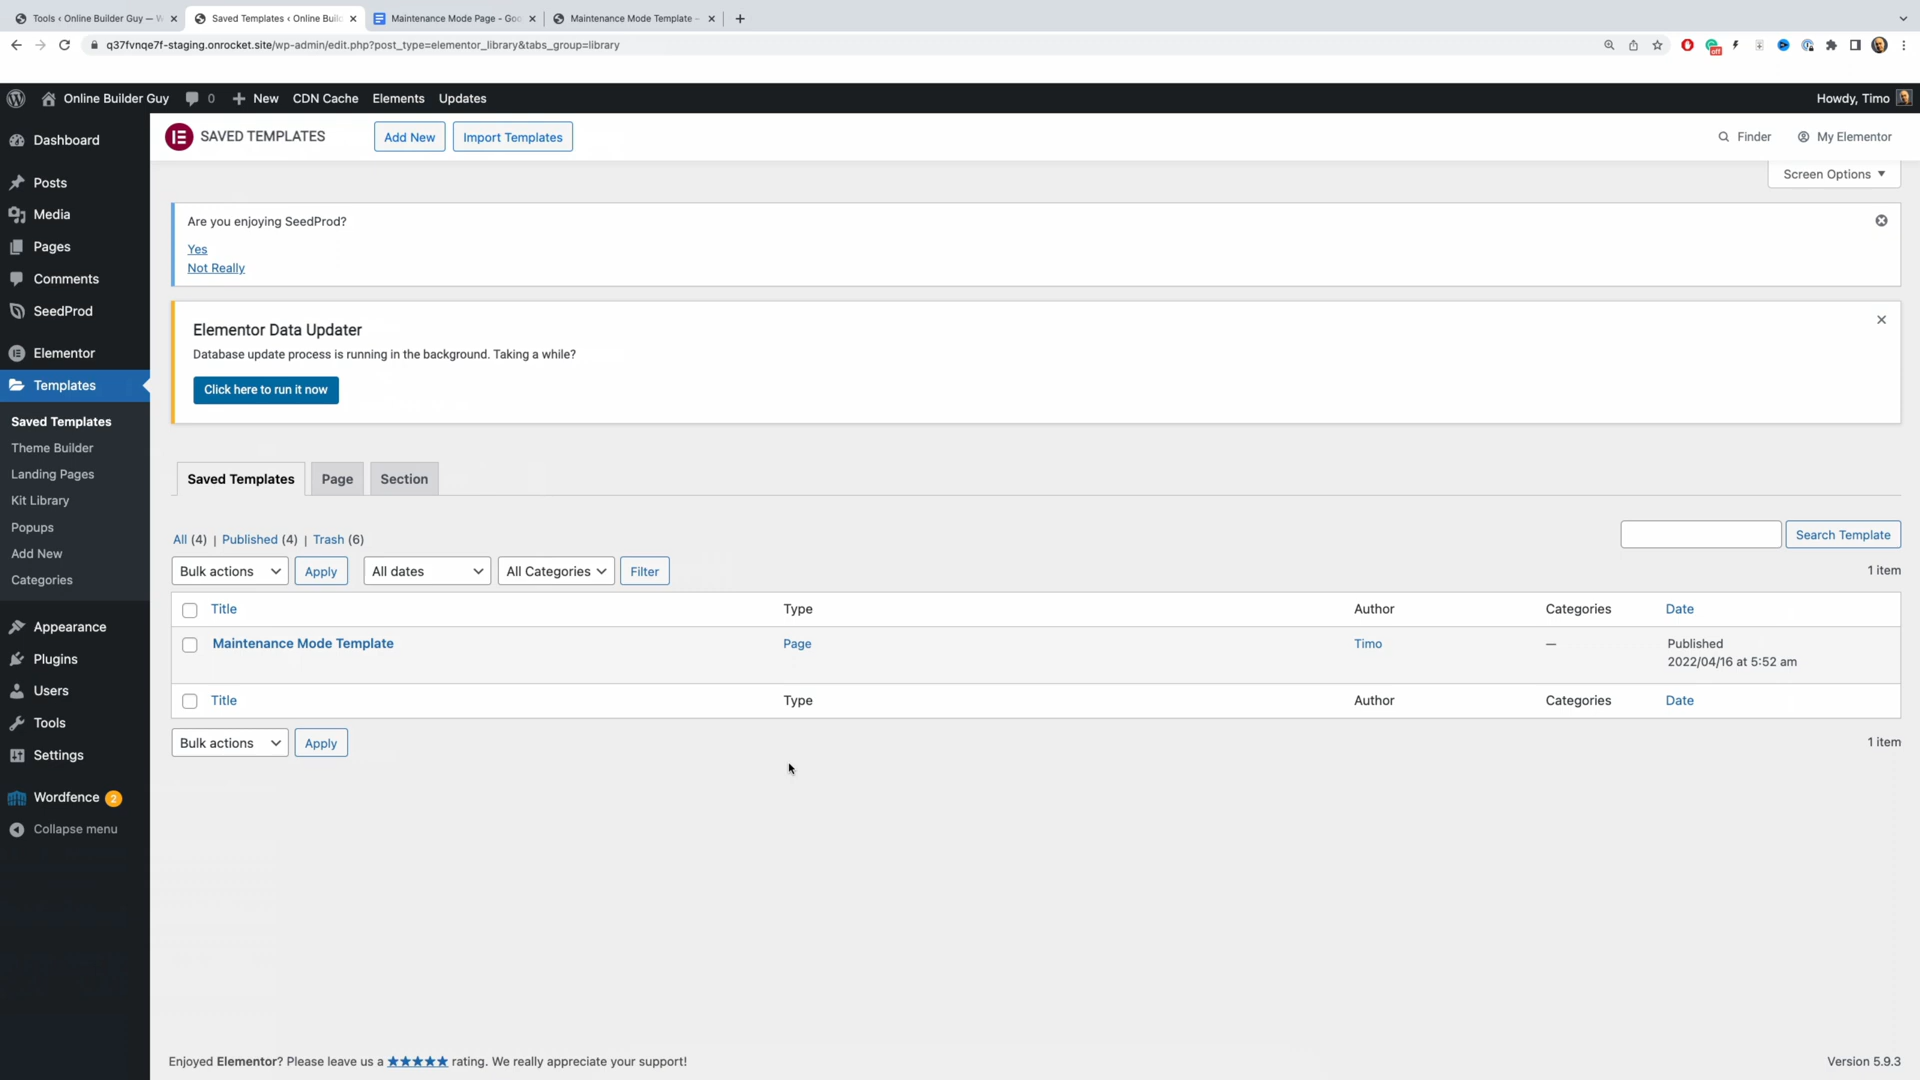 Tools ‹ Online Builder Guy — W
Saved Templates ‹ Online Buil
Maintenance Mode Page - Goo
Maintenance Mode Template -
q37fvnqe7f-staging.onrocket.site/wp-admin/edit.php?post_type=elementor_library&tabs_group=library
off
Online Builder Guy
0
New
CDN Cache
Elements
Updates
Howdy, Timo
Dashboard
Posts
Media
Pages
Comments
SeedProd
Elementor
Templates
Saved Templates
Theme Builder
Landing Pages
Kit Library
Popups
Add New
Categories
Appearance
Plugins
Users
Tools
Settings
Wordfence 2
Collapse menu
SAVED TEMPLATES
Add New
Import Templates
Finder
My Elementor
Screen Options
Are you enjoying SeedProd?
Yes
Not Really
Elementor Data Updater
Database update process is running in the background. Taking a while?
Click here to run it now
Saved Templates
Page
Section
All (4) | Published (4) | Trash (6)
Search Template
Bulk actions
Apply
All dates
All Categories
Filter
1 item
Title
Type
Author
Categories
Date
Maintenance Mode Template
Page
Timo
—
Published
2022/04/16 at 5:52 am
Title
Type
Author
Categories
Date
Bulk actions
Apply
1 item
Enjoyed Elementor? Please leave us a ★★★★★ rating. We really appreciate your support!
Version 5.9.3